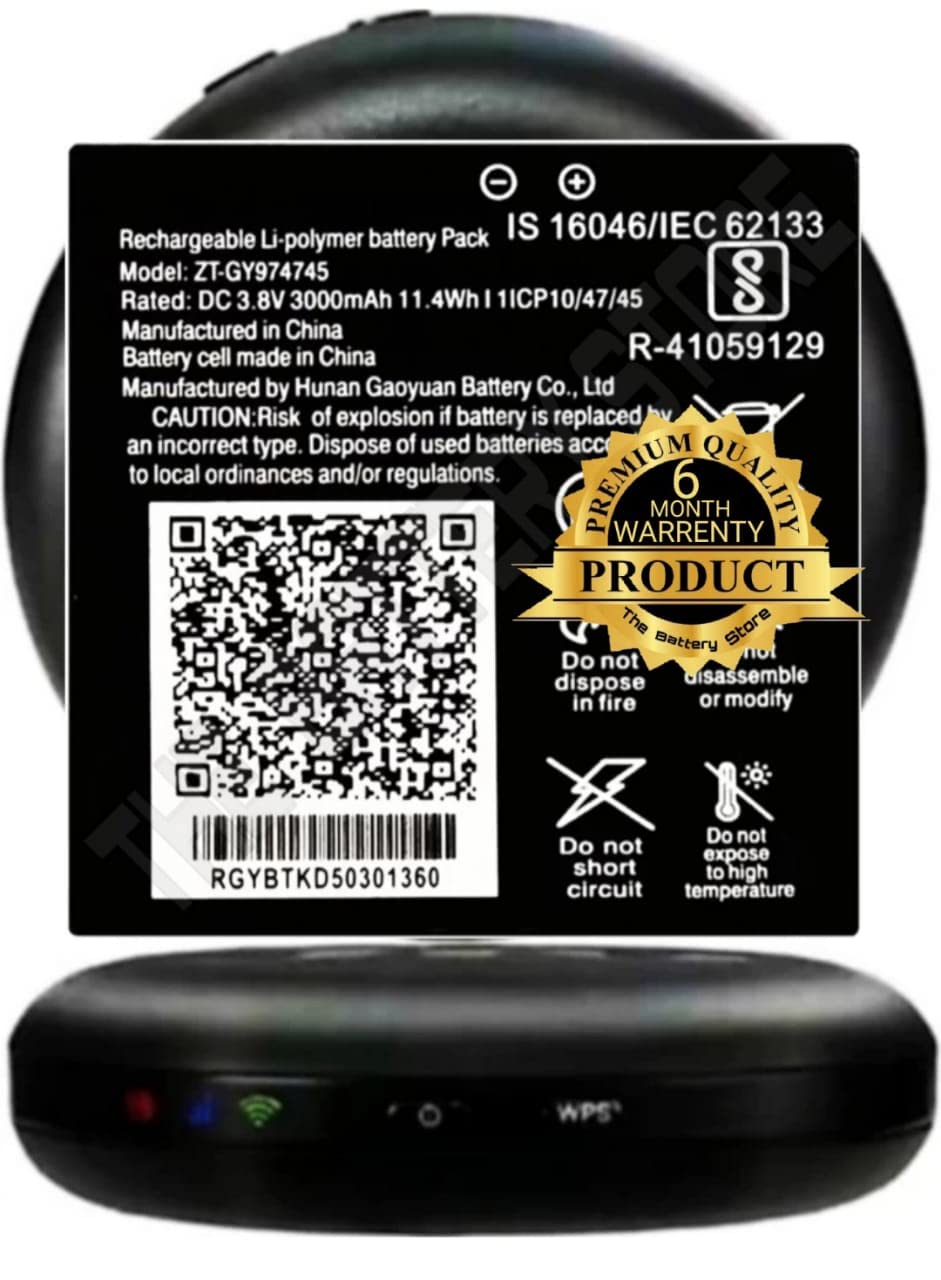 IS 16046/IEC 62133
Rechargeable Li-polymer battery Pack
Model: ZT-GY974745
Rated: DC 3.8V 3000mAh 11.4Wh I 1ICP10/47/45
Manufactured in China
R-41059129
Battery cell made in China
Manufactured by Hunan Gaoyuan Battery Co., Ltd
CAUTION:Risk of explosion if battery is replaced by
an incorrect type. Dispose of used batteries
to local ordinances and/or regulations.
PREMIUM QUALITY
6
MONTH
WARRENTY
PRODUCT
The Battery Store
Do not
dispose
in fire
not
disassemble
or modify
Do not
short
circuit
Do not
expose
to high
temperature
RGYBTKD50301360
THE BATTERY STORE
WPS